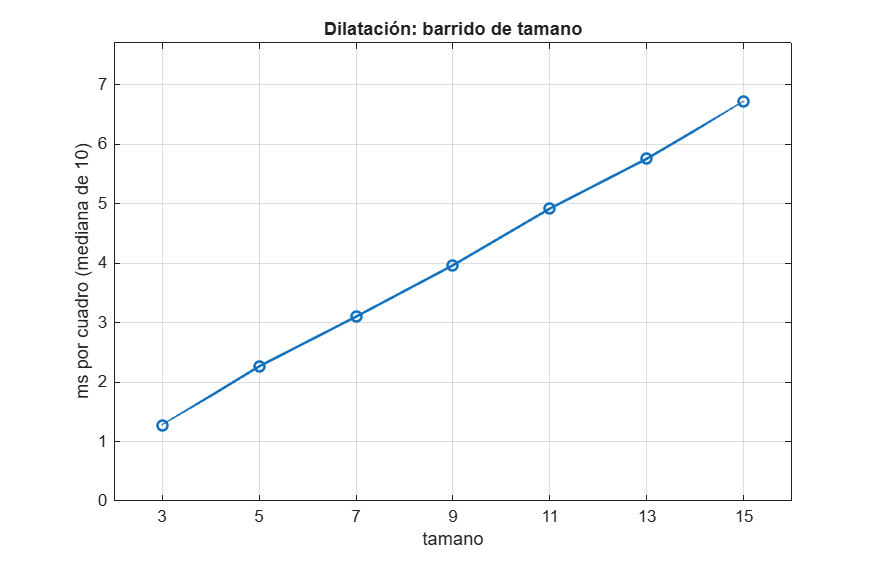 Dilatación: barrido de tamano
ms por cuadro (mediana de 10)
7
6
5
4
3
2
1
0
3 5 7 9 11 13 15
tamano